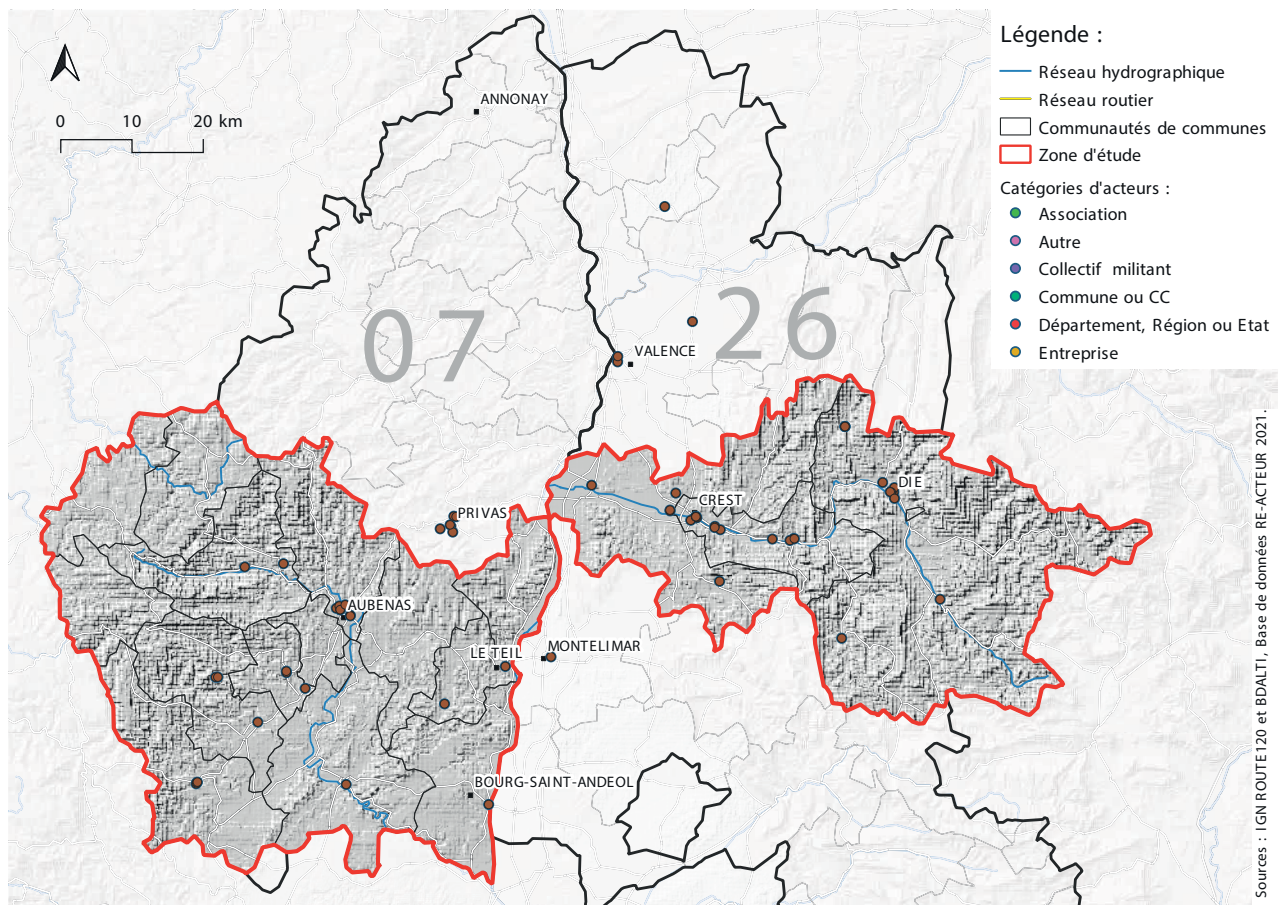 Légende :
Réseau hydrographique
Réseau routier
Communautés de communes
Zone d'étude
Catégories d'acteurs :
Association
Autre
Collectif militant
Commune ou CC
Département, Région ou Etat
Entreprise
0 10 20 km
ANNONAY
07
26
VALENCE
PRIVAS
CREST
DIE
AUBENAS
LE TEIL
MONTELIMAR
BOURG-SAINT-ANDEOL
Sources : IGN ROUTE120 et BDALTI, Base de données RE-ACTEUR 2021.